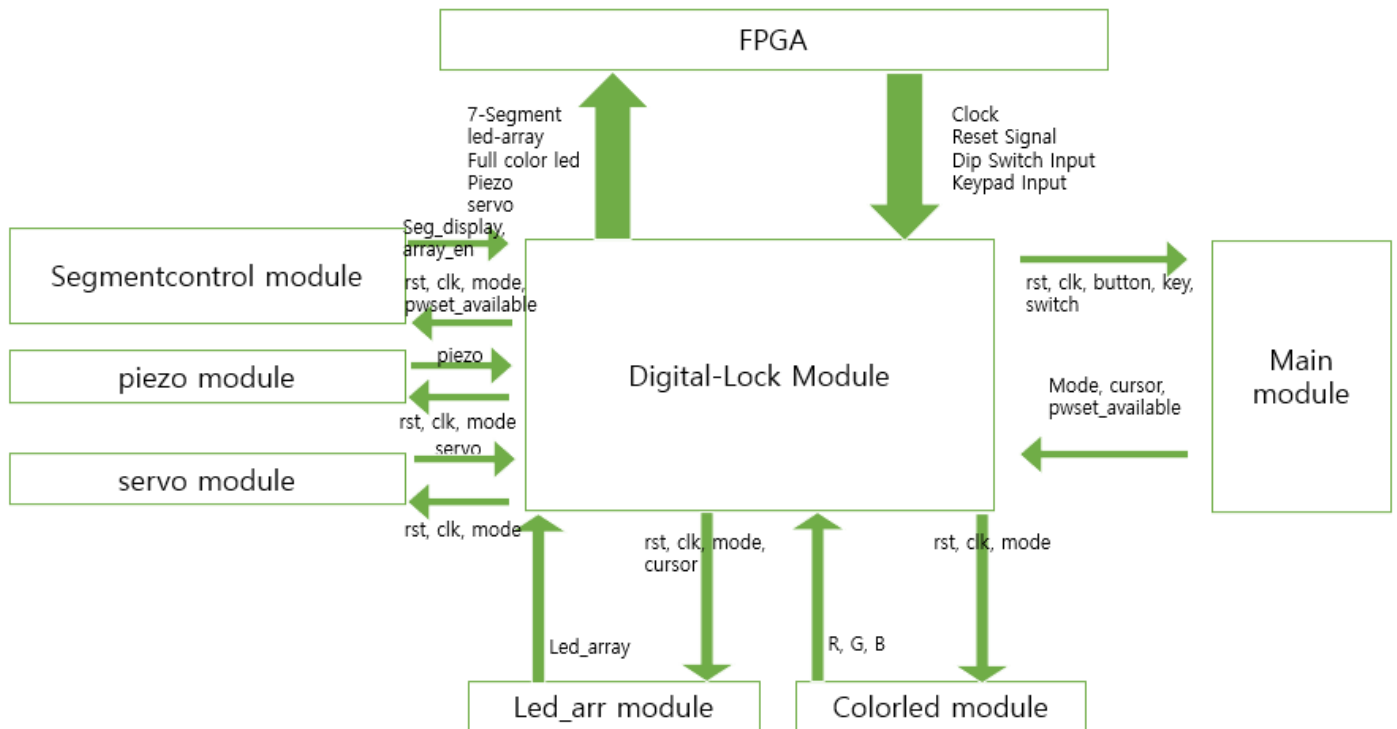 FPGA
7-Segment
led-array
Full color led
Piezo
servo
Clock
Reset Signal
Dip Switch Input
Keypad Input
Seg_display,
array_en
Segmentcontrol module
rst, clk, mode,
pwset_available
piezo
piezo module
rst, clk, mode
servo
servo module
rst, clk, mode
Digital-Lock Module
rst, clk, button, key,
switch
Mode, cursor,
pwset_available
Main
module
rst, clk, mode,
cursor
rst, clk, mode
Led_array
R, G, B
Led_arr module
Colorled module